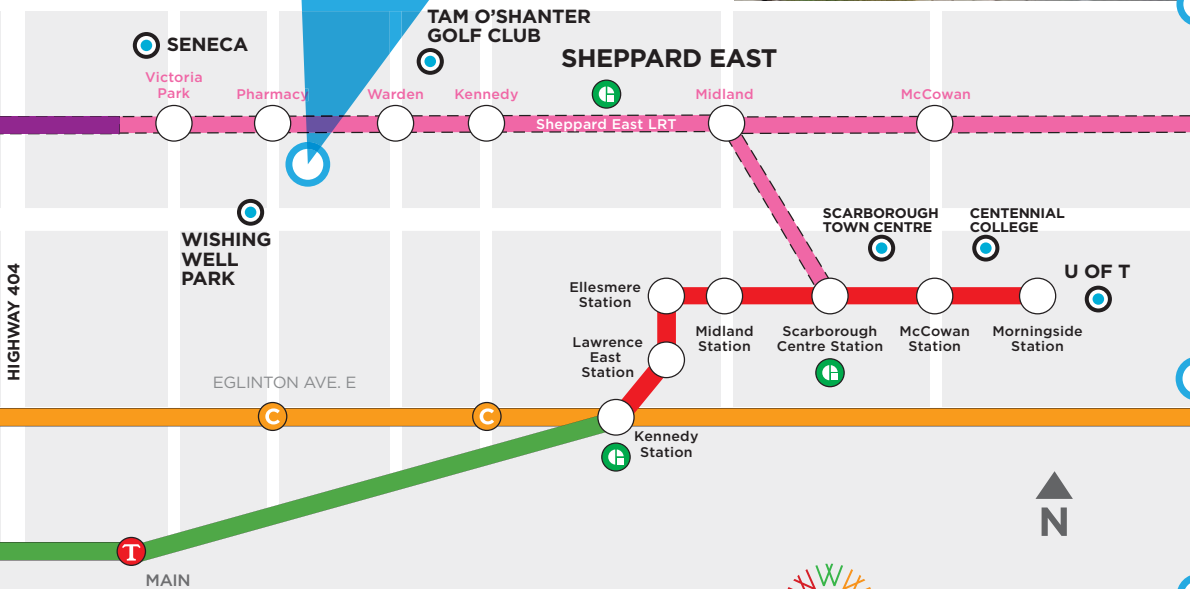 TAM O'SHANTER
GOLF CLUB
SENECA
SHEPPARD EAST
Victoria
Park
Pharmacy
Warden
Kennedy
Midland
McCowan
Sheppard East LRT
WISHING
WELL
PARK
SCARBOROUGH
TOWN CENTRE
CENTENNIAL
COLLEGE
U OF T
HIGHWAY 404
Ellesmere
Station
Midland
Station
Scarborough
Centre Station
McCowan
Station
Morningside
Station
Lawrence
East
Station
EGLINTON AVE. E
C
C
Kennedy
Station
N
T
MAIN